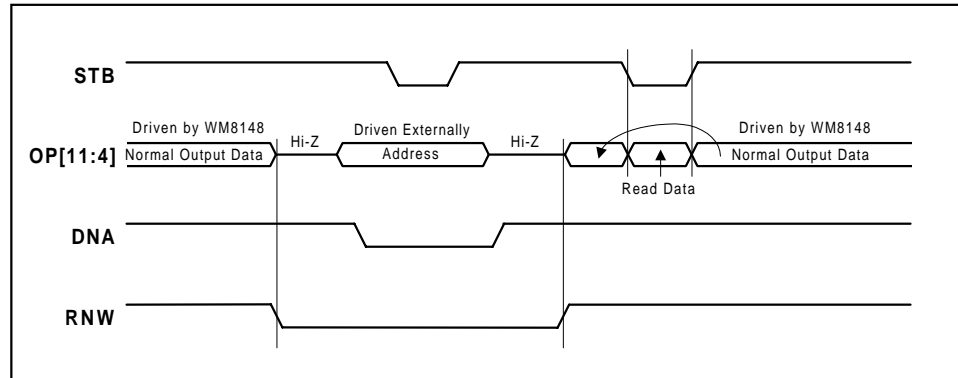 STB
Driven by WM8148 Hi-Z Driven Externally Hi-Z Driven by WM8148
OP[11:4] Normal Output Data Address Normal Output Data
Read Data
DNA
RNW